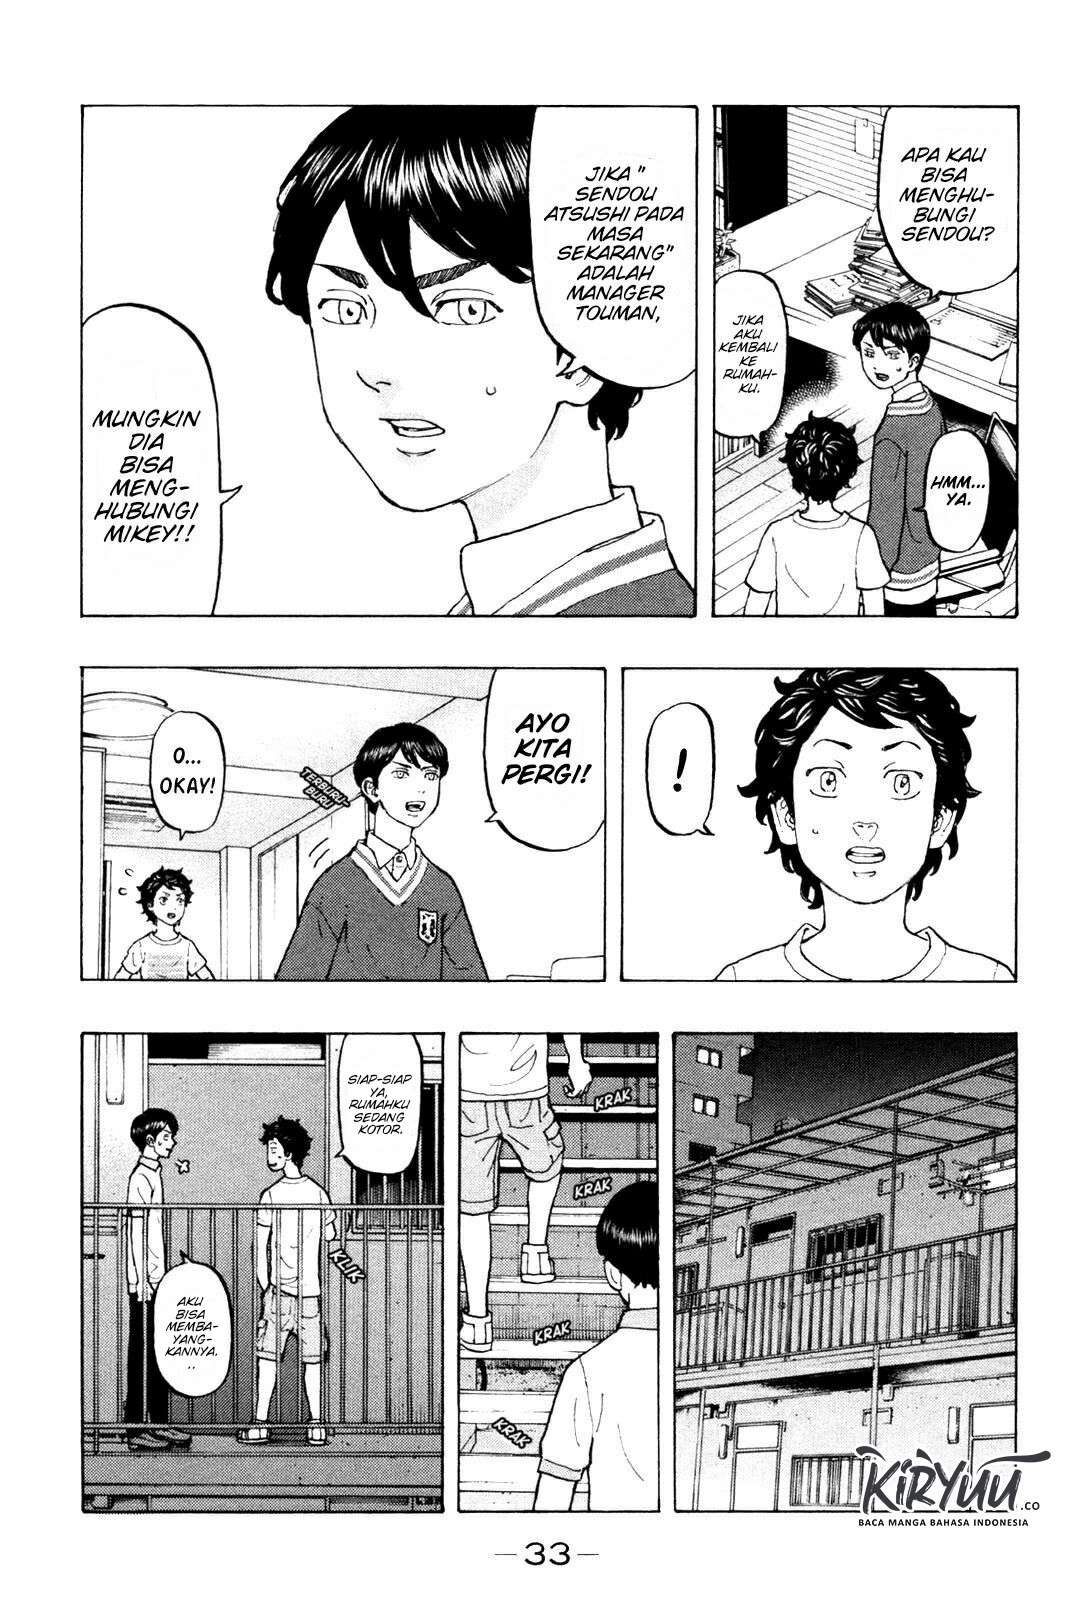 APA KAU
BISA
MENGHU-
BUNGI
SENDOU?
JIKA
AKU
KEMBALI
KE
RUMAH-
KU.
HMM...
YA.
JIKA "
SENDOU
ATSUSHI PADA
MASA
SEKARANG"
ADALAH
MANAGER
TOUMAN,
MUNGKIN
DIA
BISA
MENG-
HUBUNGI
MIKEY!!
!
AYO
KITA
PERGI!
TERBURU-
BURU
O...
OKAY!
KRAK
KRAK
KRAK
KRAK
SIAP-SIAP
YA,
RUMAHKU
SEDANG
KOTOR.
KLIK
AKU
BISA
MEMBA-
YANG-
KANNYA.
..
KIRYUU.CO
BACA MANGA BAHASA INDONESIA
—33—